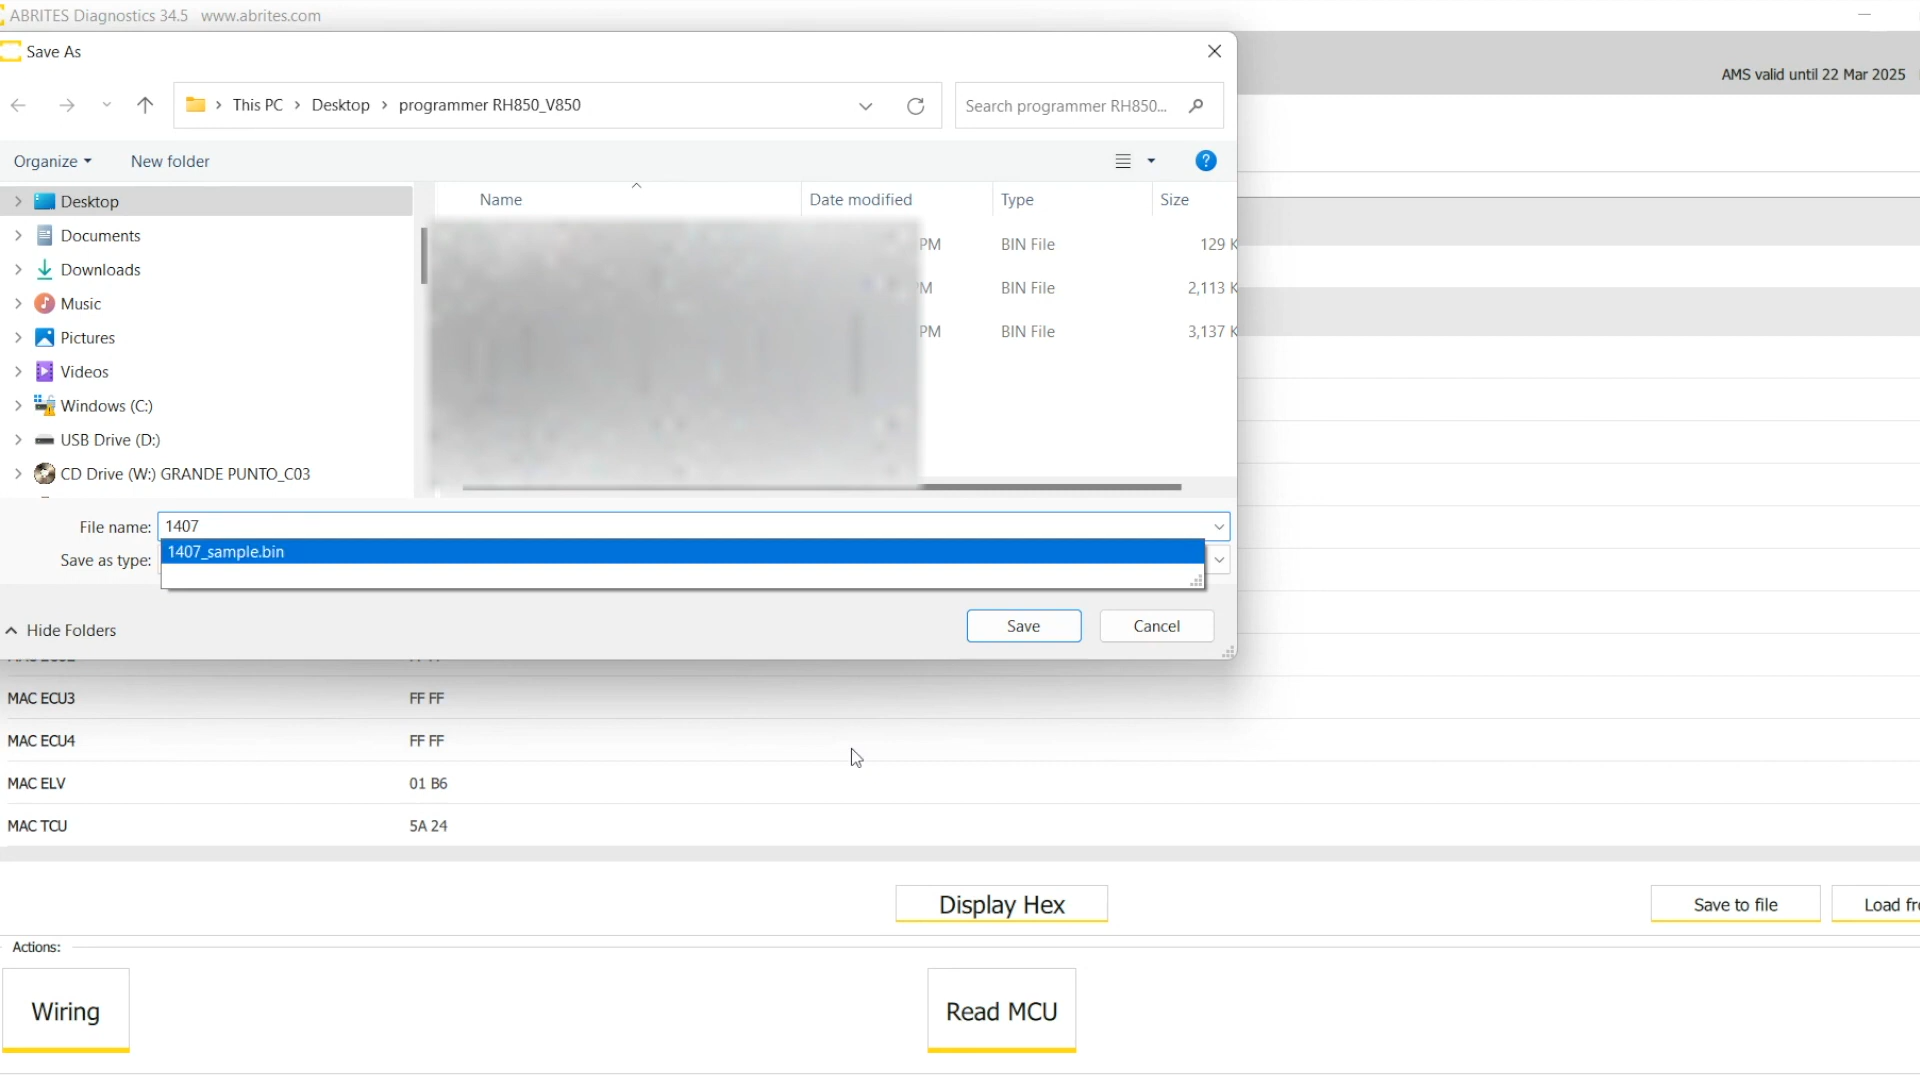 ABRITES Diagnostics 34.5 www.abrites.com
Save As
AMS valid until 22 Mar 2025
This PC
Desktop
programmer RH850_V850
Search programmer RH850...
Organize
New folder
?
Name
Date modified
Type
Size
Desktop
PM
BIN File
129 K
Documents
Downloads
BIN File
2,113 K
Music
PM
BIN File
3,137 K
Pictures
Videos
Windows (C:)
USB Drive (D:)
CD Drive (W:) GRANDE PUNTO_C03
File name:
1407
1407_sample.bin
Save as type:
Save
Cancel
Hide Folders
MAC ECU3
FF FF
MAC ECU4
FF FF
MAC ELV
01 B6
MAC TCU
5A 24
Display Hex
Save to file
Load
Actions:
Wiring
Read MCU